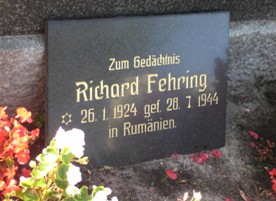 Zum Gedächtnis
Richard Fehring
✡ 26. 1. 1924 gef. 28. 7. 1944
in Rumänien.